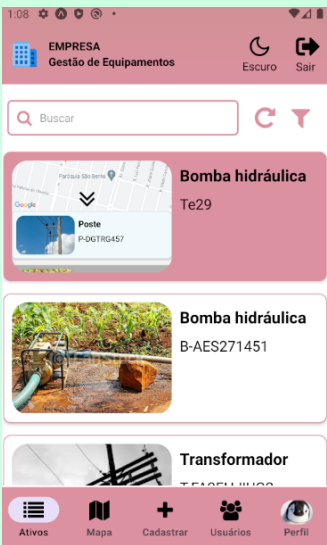 1:08
EMPRESA
Gestão de Equipamentos
Escuro
Sair
Buscar
Bomba hidráulica
Te29
Paróquia São Bento
Google
Poste
P-DGTRG457
Bomba hidráulica
B-AES271451
Transformador
Ativos
Mapa
Cadastrar
Usuários
Perfil